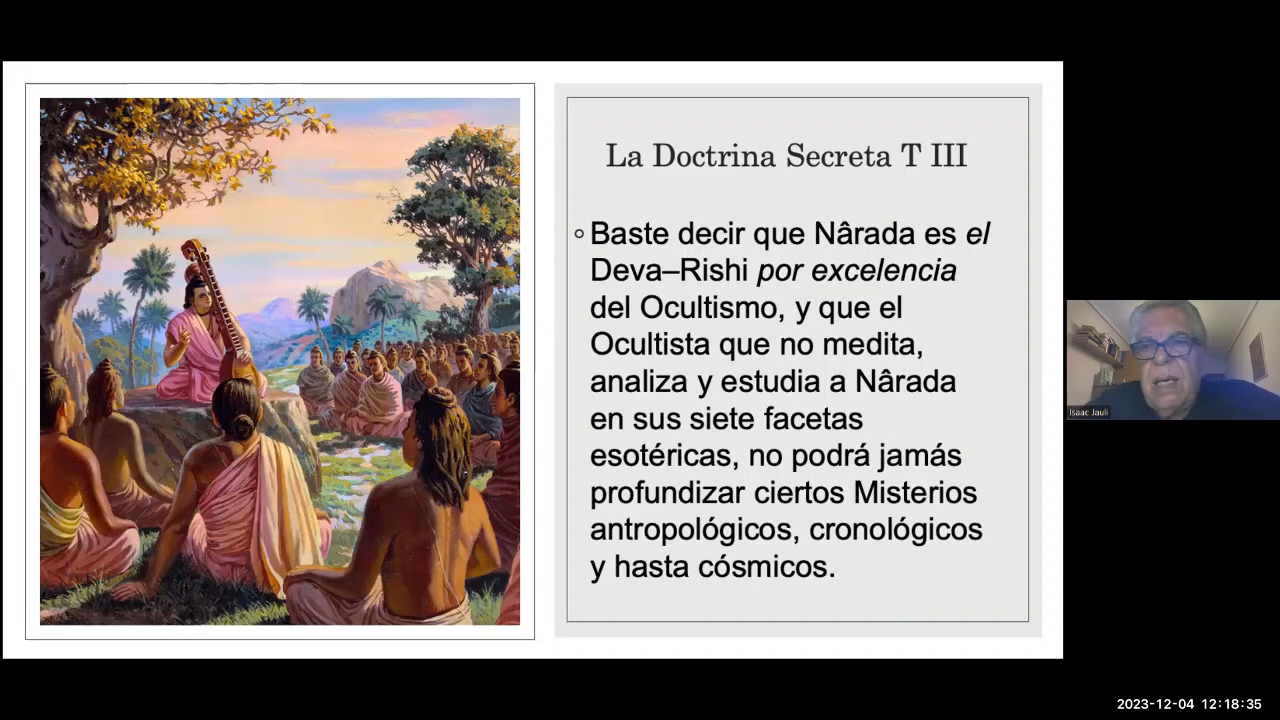 La Doctrina Secreta T III
◦ Baste decir que Nârada es el
Deva–Rishi por excelencia
del Ocultismo, y que el
Ocultista que no medita,
analiza y estudia a Nârada
en sus siete facetas
esotéricas, no podrá jamás
profundizar ciertos Misterios
antropológicos, cronológicos
y hasta cósmicos.
Isaac Jauli
2023-12-04 12:18:35